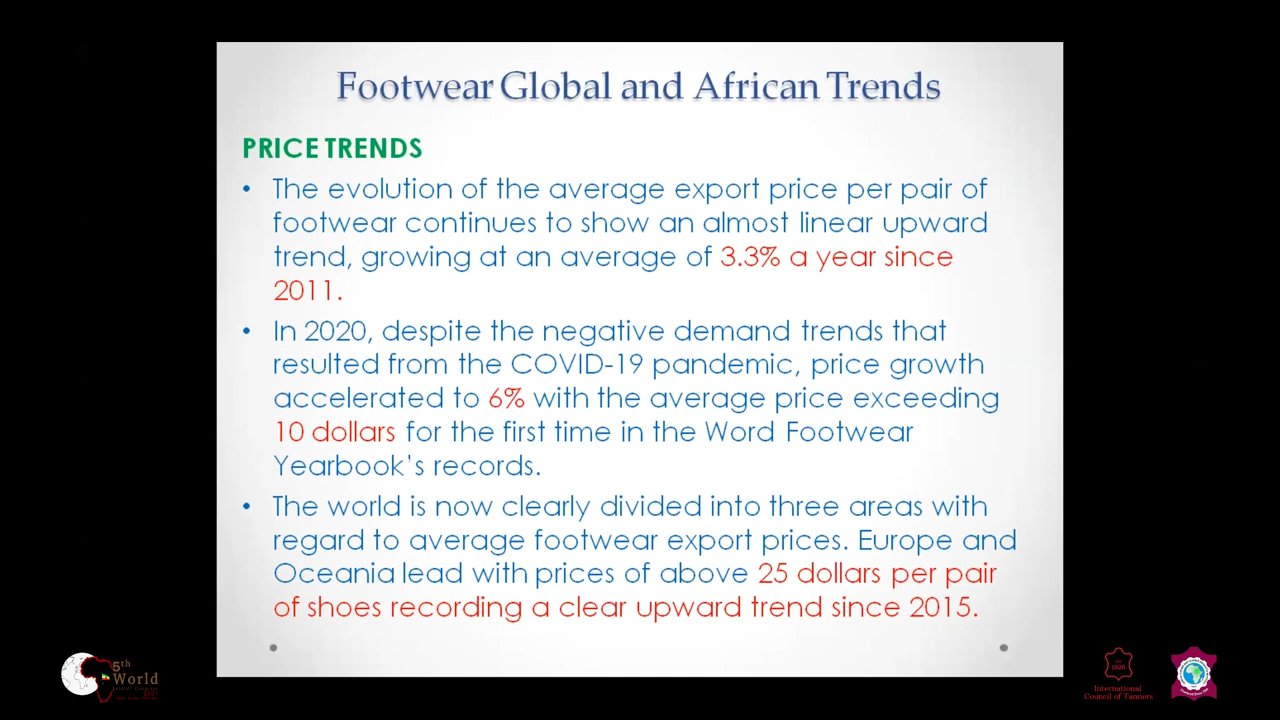 Footwear Global and African Trends
PRICE TRENDS
• The evolution of the average export price per pair of
footwear continues to show an almost linear upward
trend, growing at an average of 3.3% a year since
2011.
• In 2020, despite the negative demand trends that
resulted from the COVID-19 pandemic, price growth
accelerated to 6% with the average price exceeding
10 dollars for the first time in the Word Footwear
Yearbook's records.
• The world is now clearly divided into three areas with
regard to average footwear export prices. Europe and
Oceania lead with prices of above 25 dollars per pair
of shoes recording a clear upward trend since 2015.
5th
World
1926
International
Council of Tanners